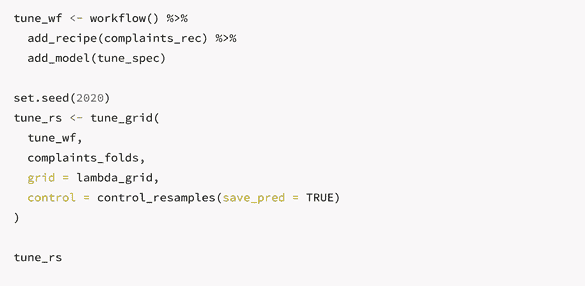 tune_wf <- workflow() %>%
  add_recipe(complaints_rec) %>%
  add_model(tune_spec)

set.seed(2020)
tune_rs <- tune_grid(
  tune_wf,
  complaints_folds,
  grid = lambda_grid,
  control = control_resamples(save_pred = TRUE)
)

tune_rs